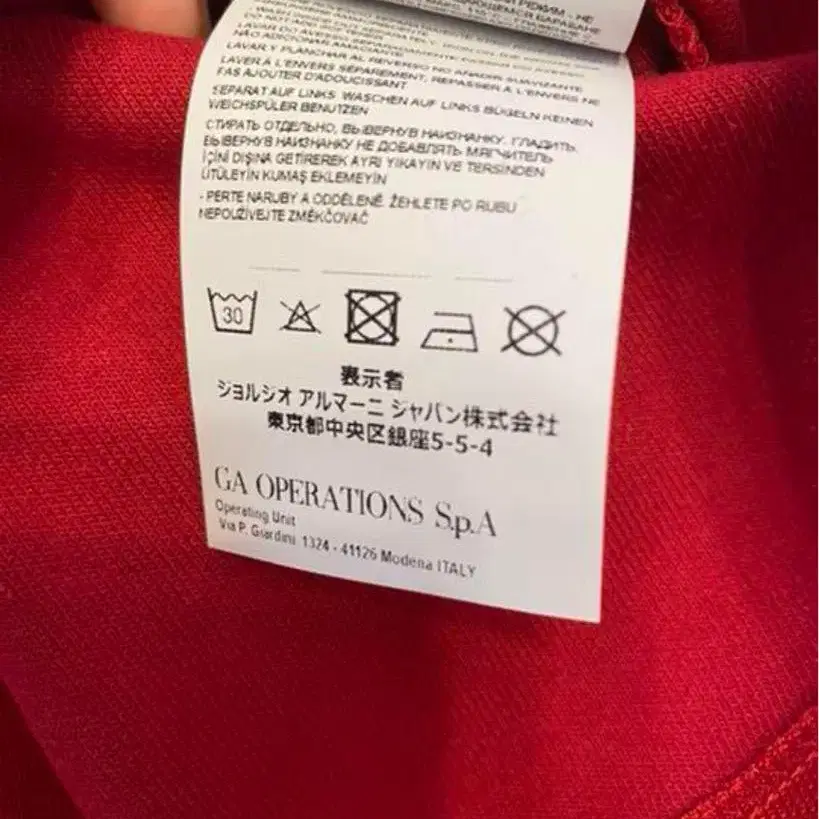 LAVAR Y PLANCHAR AL REVERSO NO AÑADIR SUAVIZANTE
LAVER À L'ENVERS SÉPAREMENT, REPASSER À L'ENVERS NE
PAS AJOUTER D'ADOUCISSANT
SEPARAT AUF LINKS WASCHEN AUF LINKS BÜGELN KEINEN
WEICHSPÜLER BENUTZEN
СТИРАТЬ ОТДЕЛЬНО, ВЫВЕРНУВ НАИЗНАНКУ. ГЛАДИТЬ,
ВЫВЕРНУВ НАИЗНАНКУ НЕ ДОБАВЛЯТЬ МЯГЧИТЕЛЬ
İÇİNİ DIŞINA GETİREREK AYRI YIKAYIN VE TERSİNDEN
ÜTÜLEYİN KUMAŞ EKLEMEYİN
- PERTE NARUBY A ODDĚLENĚ. ŽEHLETE PO RUBU
NEPOUŽÍVEJTE ZMĚKČOVAČ
30
表示者
ジョルジオ アルマーニ ジャパン株式会社
東京都中央区銀座5-5-4
GA OPERATIONS S.p.A
Operating Unit
Via P. Giardini 1324 - 41126 Modena ITALY